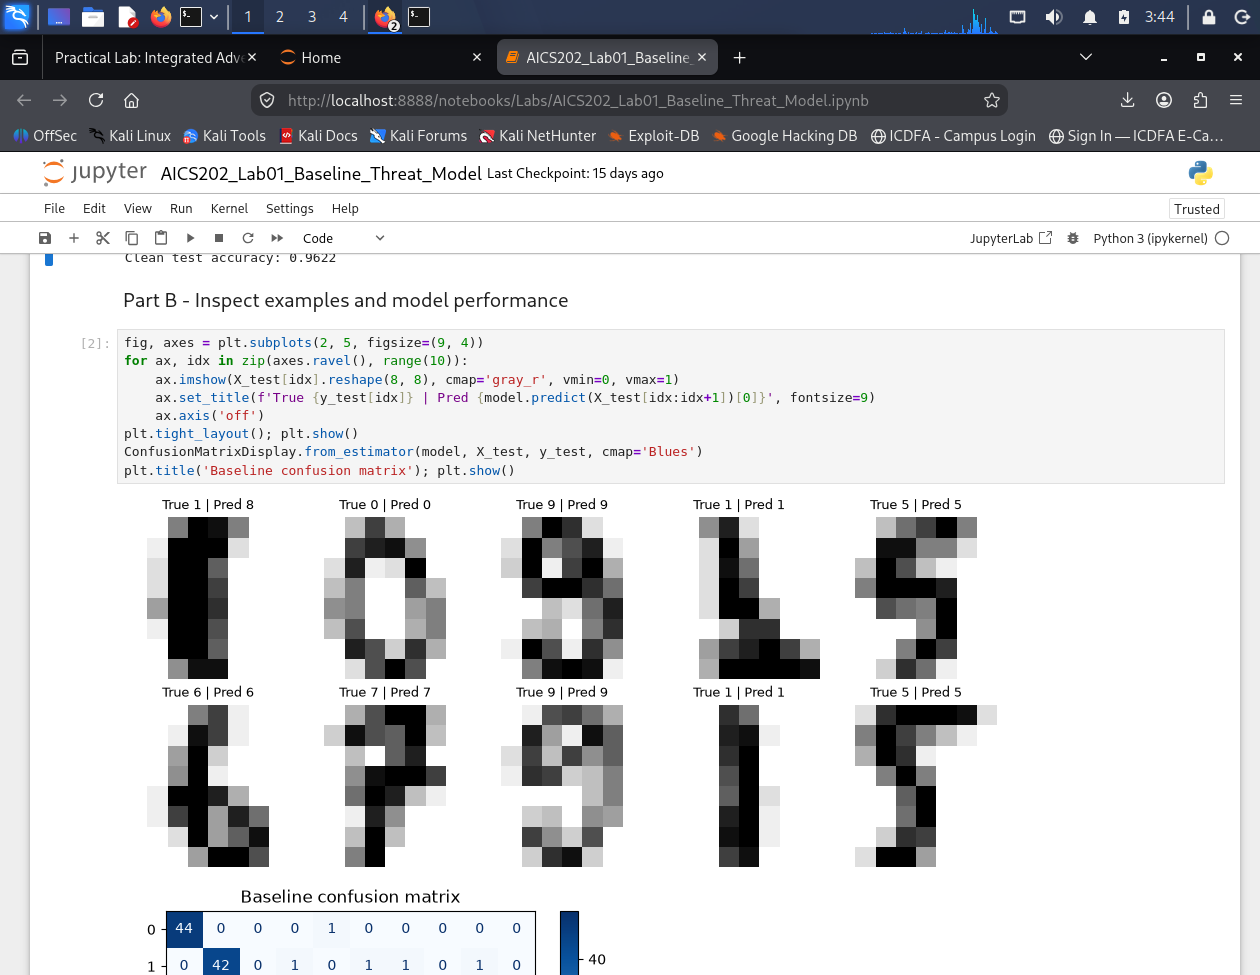 1 2 3 4 2 3:44
Practical Lab: Integrated Adve
Home
AICS202_Lab01_Baseline_
http://localhost:8888/notebooks/Labs/AICS202_Lab01_Baseline_Threat_Model.ipynb
OffSec Kali Linux Kali Tools Kali Docs Kali Forums Kali NetHunter Exploit-DB Google Hacking DB ICDFA - Campus Login Sign In — ICDFA E-Ca…
jupyter AICS202_Lab01_Baseline_Threat_Model Last Checkpoint: 15 days ago
File Edit View Run Kernel Settings Help Trusted
Code JupyterLab Python 3 (ipykernel)
Clean test accuracy: 0.9622
Part B - Inspect examples and model performance
[2]: fig, axes = plt.subplots(2, 5, figsize=(9, 4))
for ax, idx in zip(axes.ravel(), range(10)):
    ax.imshow(X_test[idx].reshape(8, 8), cmap='gray_r', vmin=0, vmax=1)
    ax.set_title(f'True {y_test[idx]} | Pred {model.predict(X_test[idx:idx+1])[0]}', fontsize=9)
    ax.axis('off')
plt.tight_layout(); plt.show()
ConfusionMatrixDisplay.from_estimator(model, X_test, y_test, cmap='Blues')
plt.title('Baseline confusion matrix'); plt.show()
True 1 | Pred 8 True 0 | Pred 0 True 9 | Pred 9 True 1 | Pred 1 True 5 | Pred 5
True 6 | Pred 6 True 7 | Pred 7 True 9 | Pred 9 True 1 | Pred 1 True 5 | Pred 5
Baseline confusion matrix
0 44 0 0 0 1 0 0 0 0 0
1 0 42 0 1 0 1 1 0 1 0 40